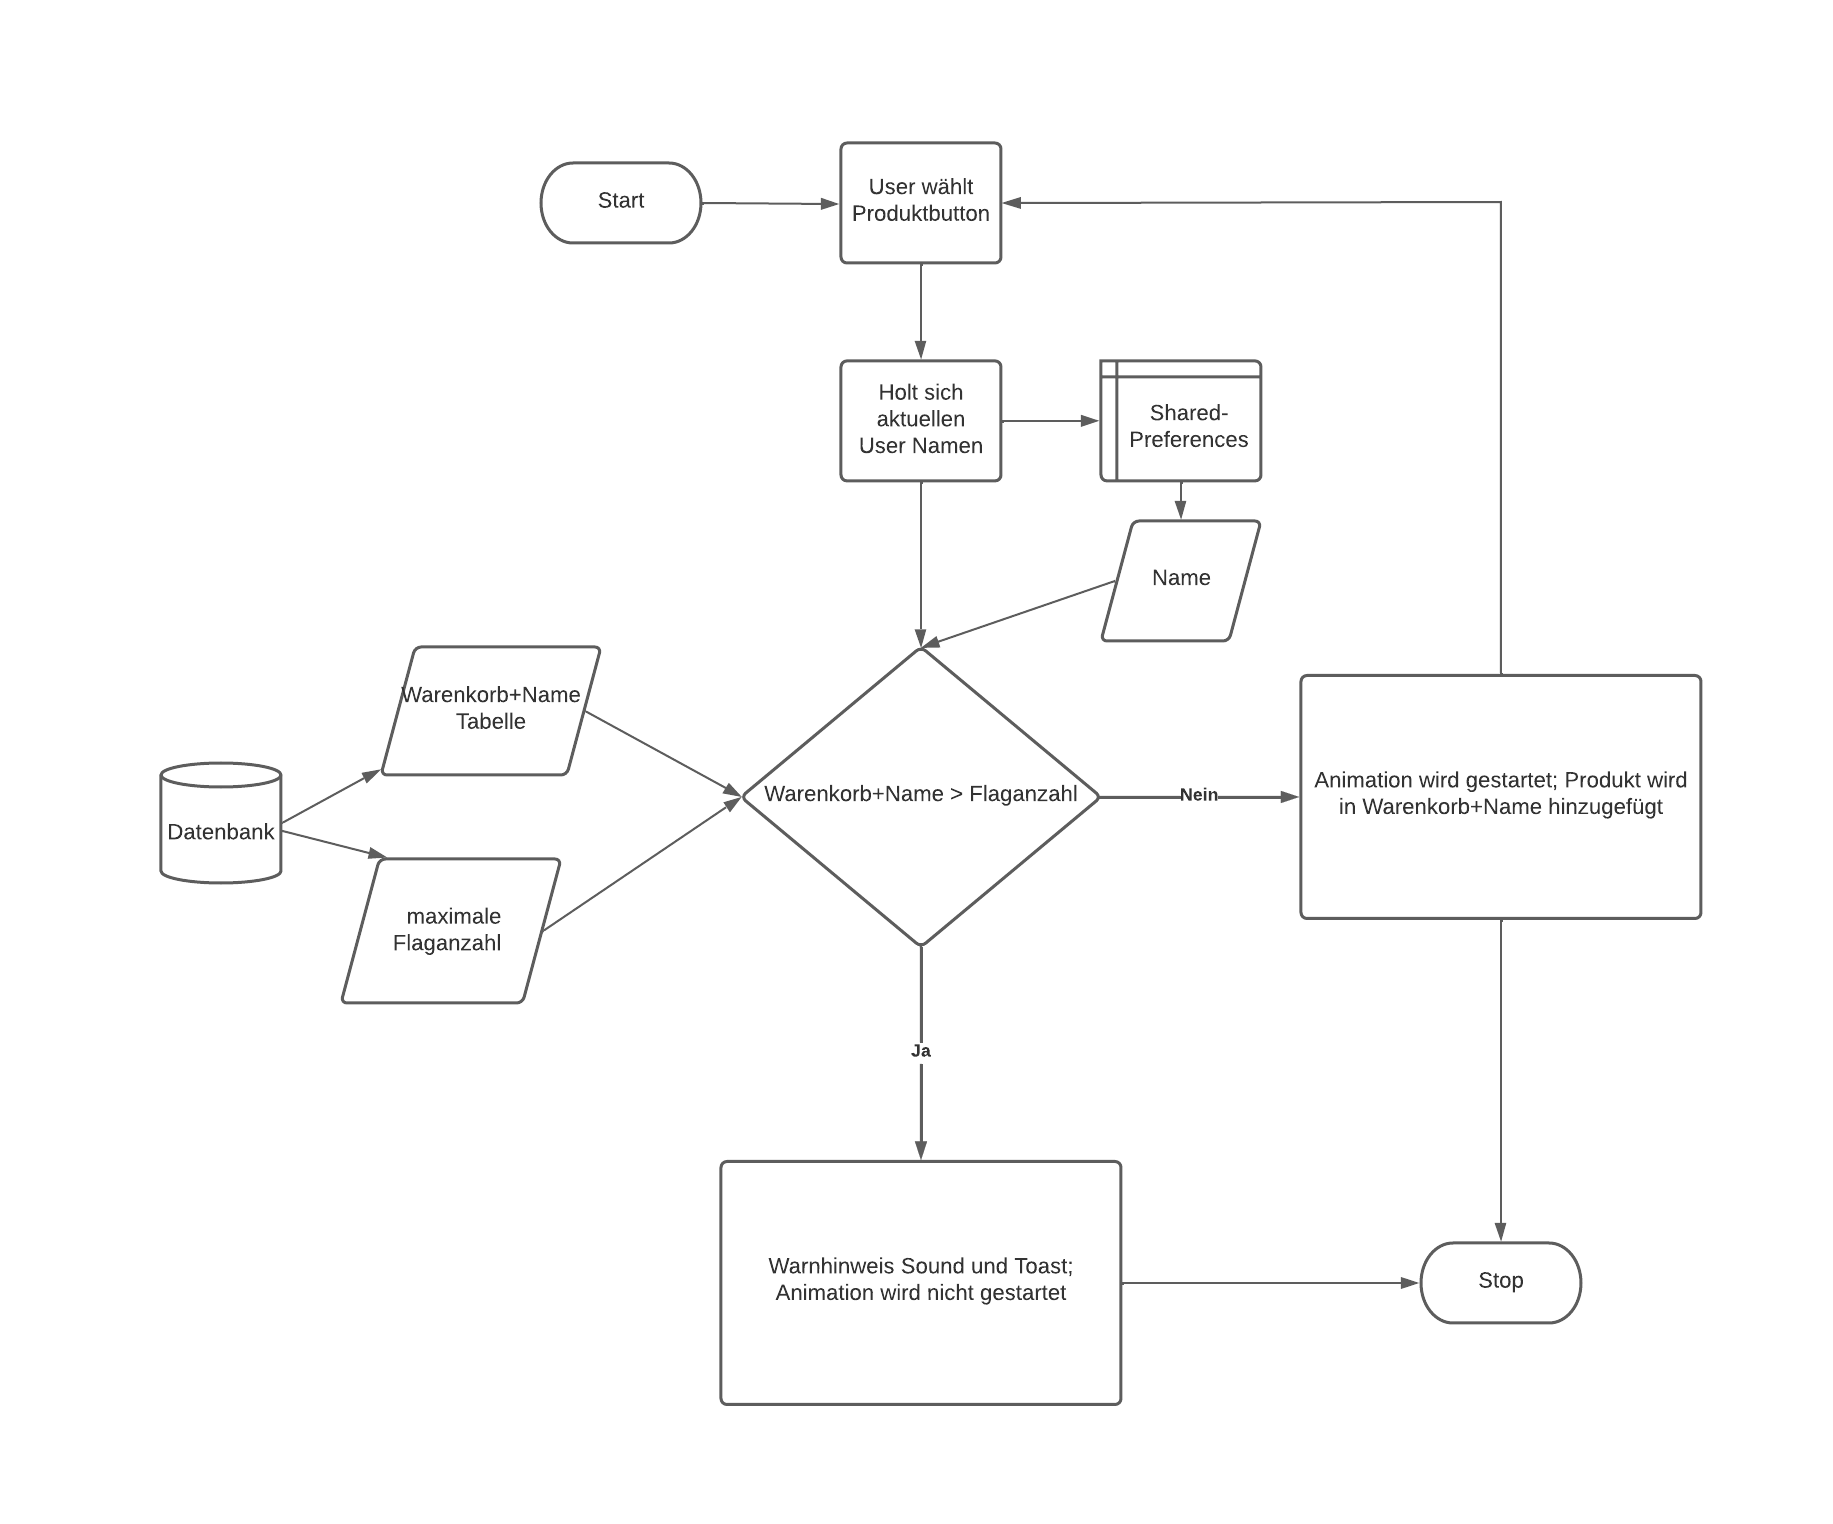 Start
User wählt
Produktbutton
Holt sich
aktuellen
User Namen
Shared-
Preferences
Name
Warenkorb+Name
Tabelle
Datenbank
maximale
Flaganzahl
Warenkorb+Name > Flaganzahl
Nein
Animation wird gestartet; Produkt wird
in Warenkorb+Name hinzugefügt
Ja
Warnhinweis Sound und Toast;
Animation wird nicht gestartet
Stop